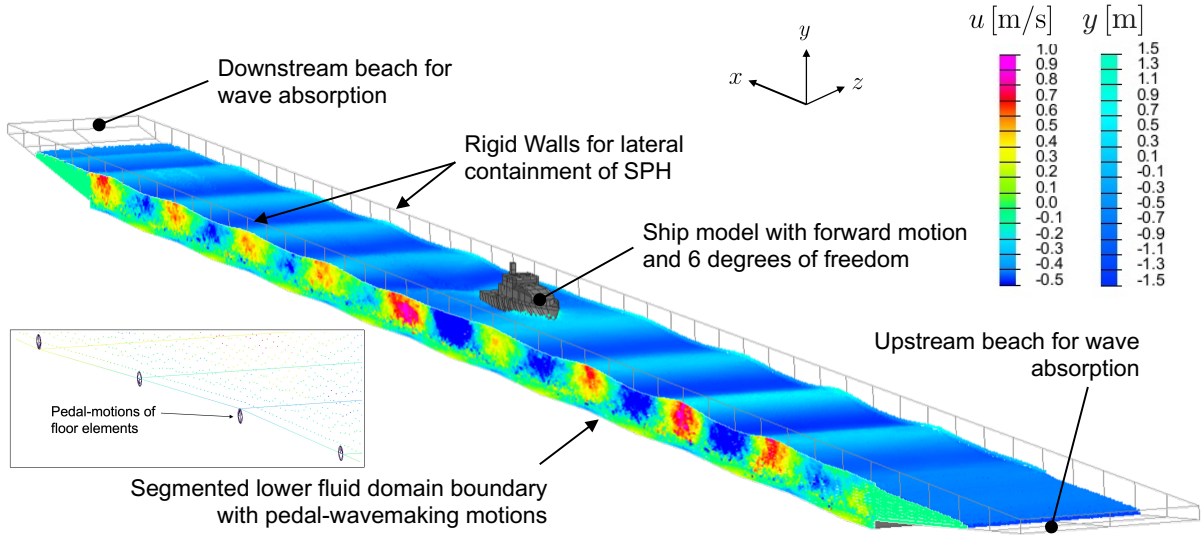 Downstream beach for
wave absorption
Rigid Walls for lateral
containment of SPH
Ship model with forward motion
and 6 degrees of freedom
Upstream beach for wave
absorption
Pedal-motions of
floor elements
Segmented lower fluid domain boundary
with pedal-wavemaking motions
y
x
z
u [m/s]
1.0
0.9
0.8
0.7
0.6
0.5
0.4
0.3
0.2
0.1
0.0
-0.1
-0.2
-0.3
-0.4
-0.5
y [m]
1.5
1.3
1.1
0.9
0.7
0.5
0.3
0.1
-0.1
-0.3
-0.5
-0.7
-0.9
-1.1
-1.3
-1.5